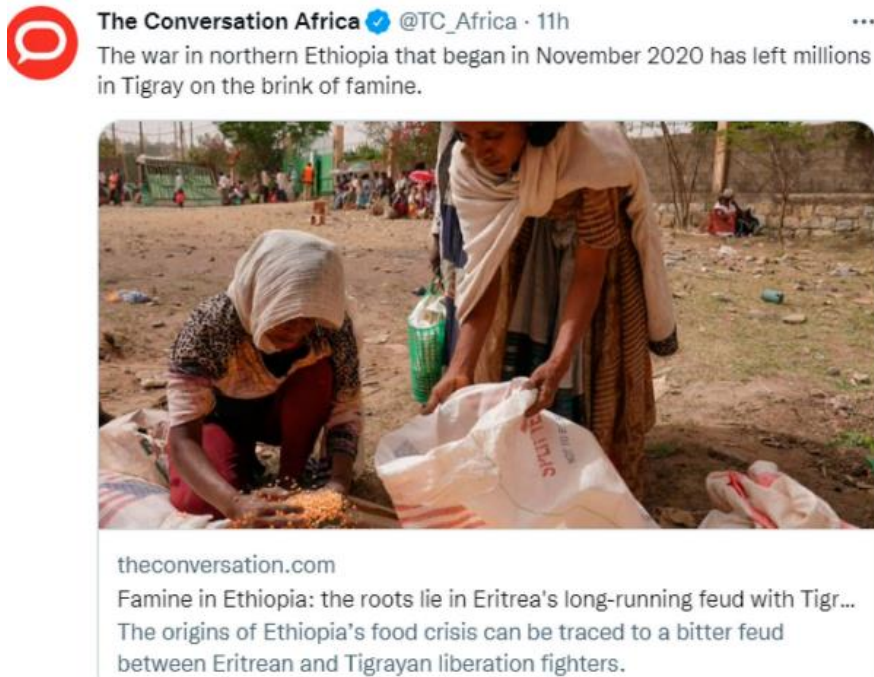 The Conversation Africa @TC_Africa · 11h
The war in northern Ethiopia that began in November 2020 has left millions
in Tigray on the brink of famine.
theconversation.com
Famine in Ethiopia: the roots lie in Eritrea's long-running feud with Tigr...
The origins of Ethiopia's food crisis can be traced to a bitter feud
between Eritrean and Tigrayan liberation fighters.